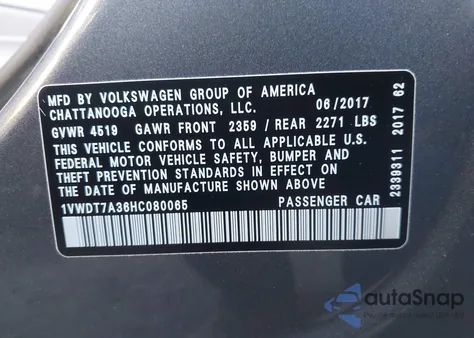 MFD BY VOLKSWAGEN GROUP OF AMERICA
CHATTANOOGA OPERATIONS, LLC. 06/2017
GVWR 4519 GAWR FRONT 2359 / REAR 2271 LBS
THIS VEHICLE CONFORMS TO ALL APPLICABLE U.S.
FEDERAL MOTOR VEHICLE SAFETY, BUMPER AND
THEFT PREVENTION STANDARDS IN EFFECT ON
THE DATE OF MANUFACTURE SHOWN ABOVE.
1VWDT7A36HC080065 PASSENGER CAR
2339311 2017 62
autoSnap